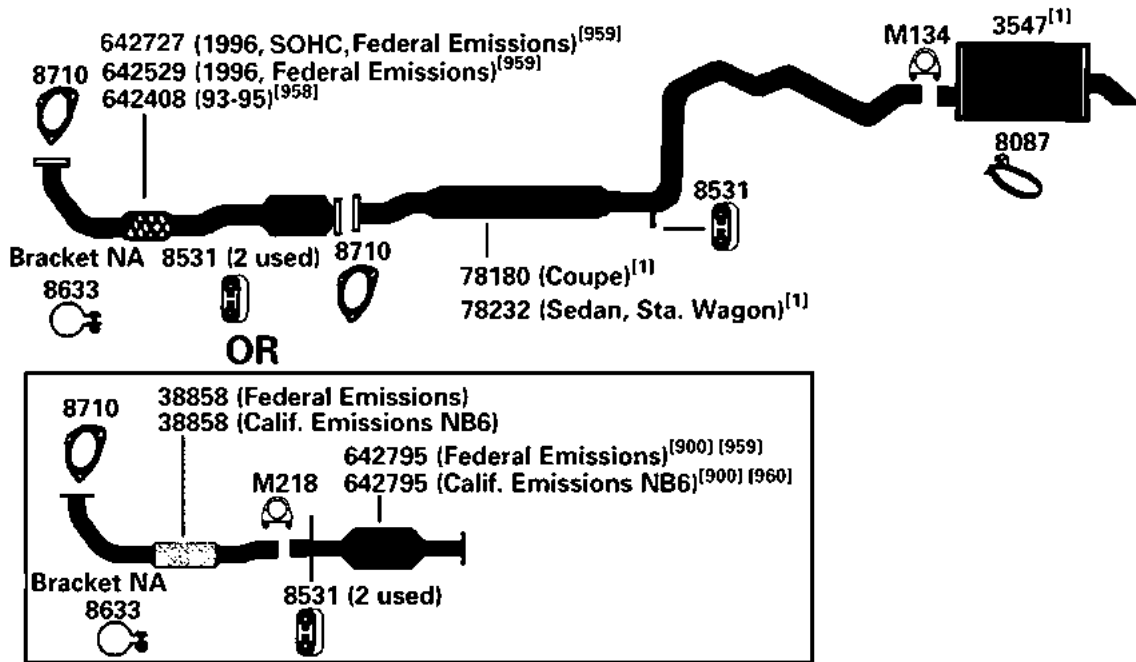 642727 (1996, SOHC, Federal Emissions)[959]
8710
642529 (1996, Federal Emissions)[959]
642408 (93-95)[958]
M134
3547[1]
8087
8531
Bracket NA
8531 (2 used)
8710
8633
78180 (Coupe)[1]
78232 (Sedan, Sta. Wagon)[1]
OR
8710
38858 (Federal Emissions)
38858 (Calif. Emissions NB6)
642795 (Federal Emissions)[900] [959]
M218
642795 (Calif. Emissions NB6)[900] [960]
Bracket NA
8633
8531 (2 used)